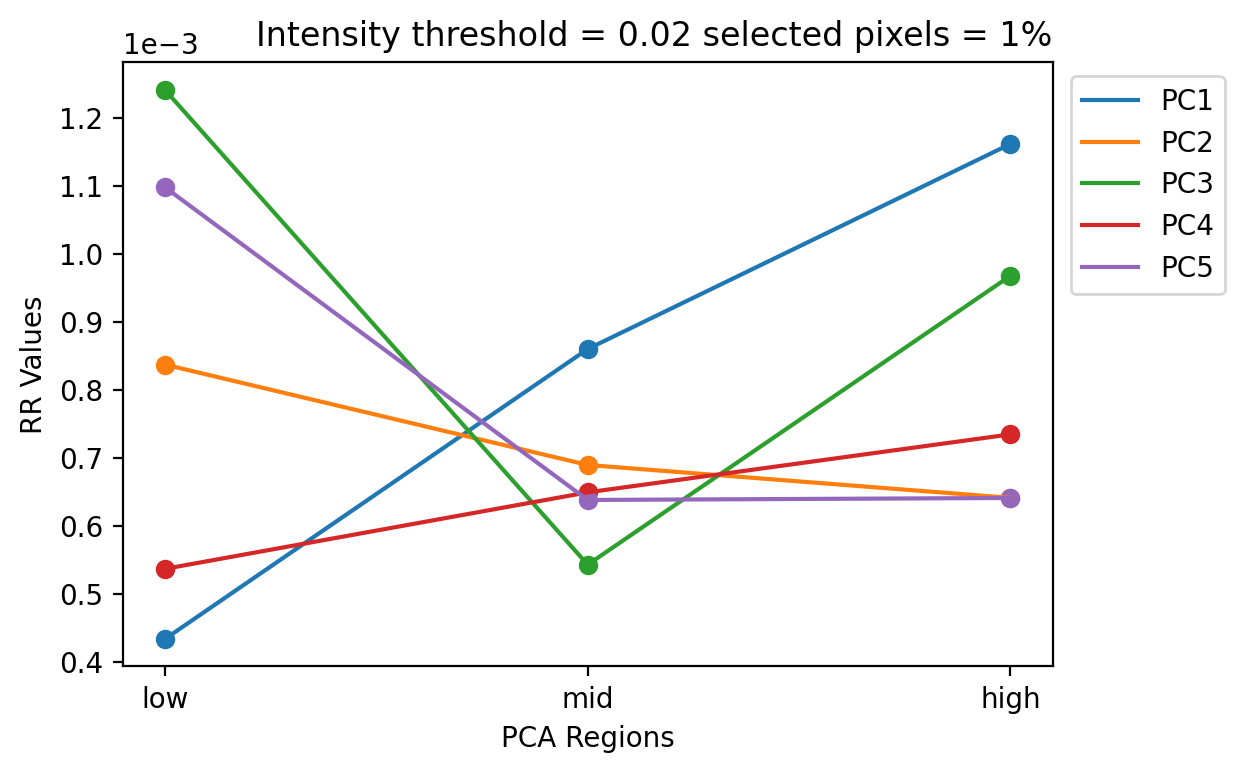 Intensity threshold = 0.02 selected pixels = 1%
1e−3
1.2
1.1
1.0
0.9
0.8
0.7
0.6
0.5
0.4
RR Values
low mid high
PCA Regions
PC1
PC2
PC3
PC4
PC5